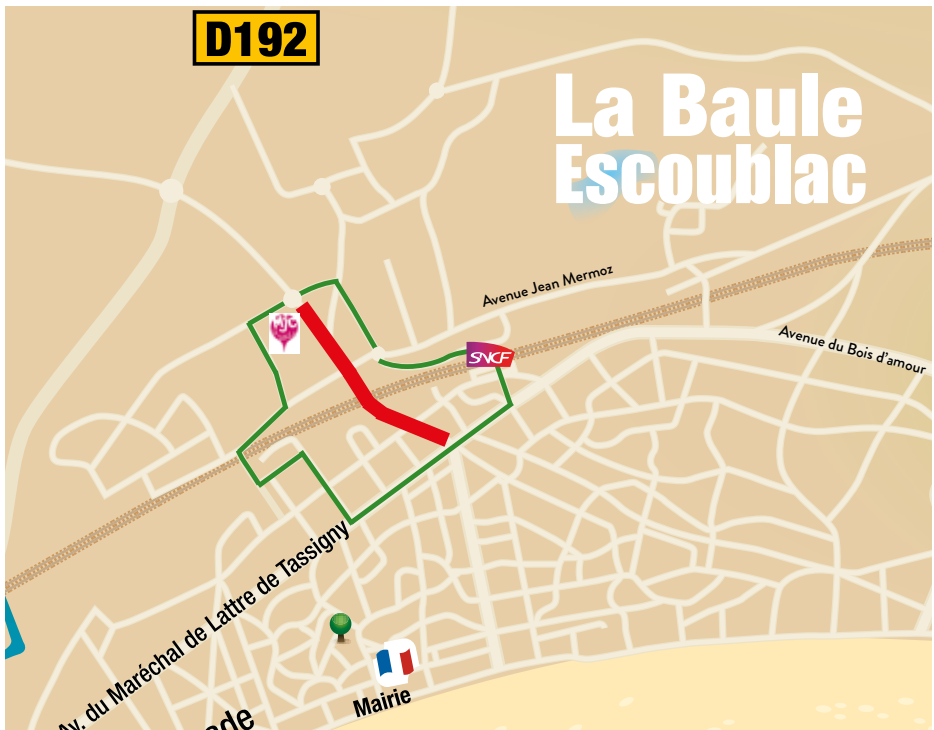 D192
La Baule
Escoublac
Avenue Jean Mermoz
Avenue du Bois d'amour
MJC
SNCF
Av. du Maréchal de Lattre de Tassigny
Mairie